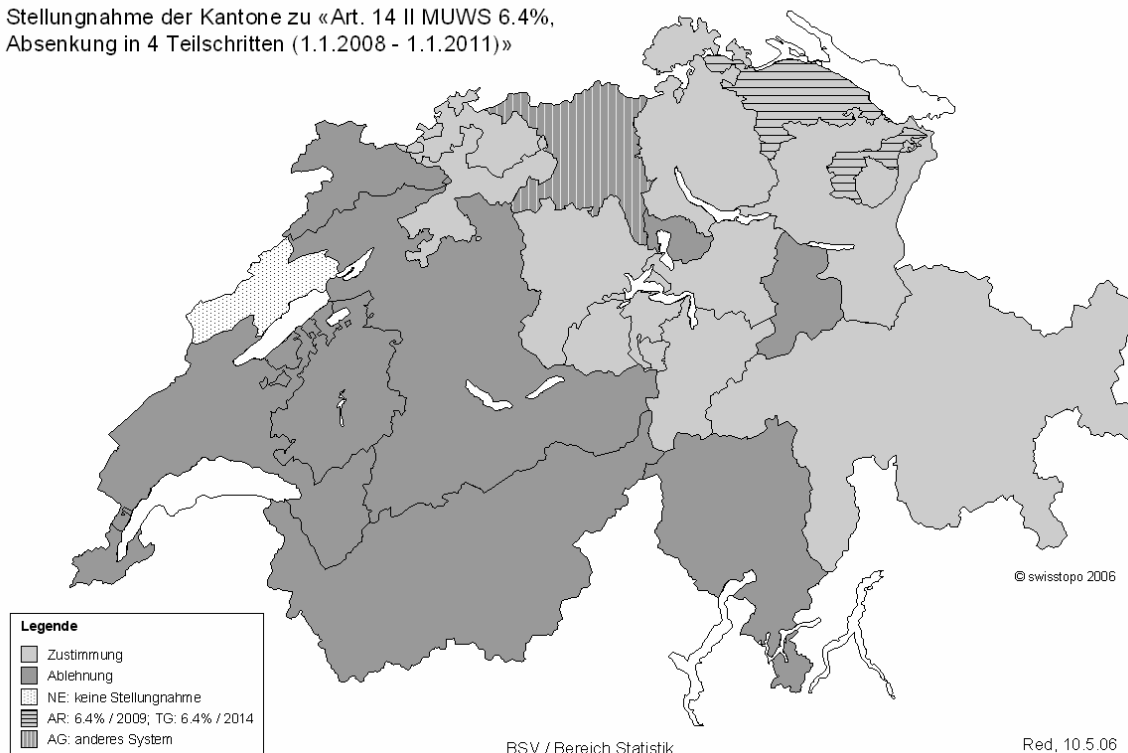 Stellungnahme der Kantone zu «Art. 14 II MUWS 6.4%,
Absenkung in 4 Teilschritten (1.1.2008 - 1.1.2011)»
© swisstopo 2006
Legende
Zustimmung
Ablehnung
NE: keine Stellungnahme
AR: 6.4% / 2009; TG: 6.4% / 2014
AG: anderes System
BSV / Bereich Statistik
Red, 10.5.06